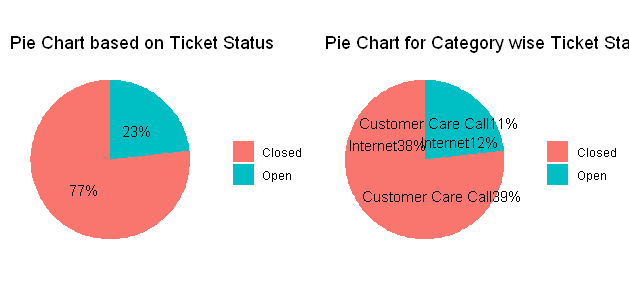 Pie Chart based on Ticket Status
23%
77%
Closed
Open
Pie Chart for Category wise Ticket Sta
Customer Care Call11%
Internet12%
Internet38%
Customer Care Call39%
Closed
Open